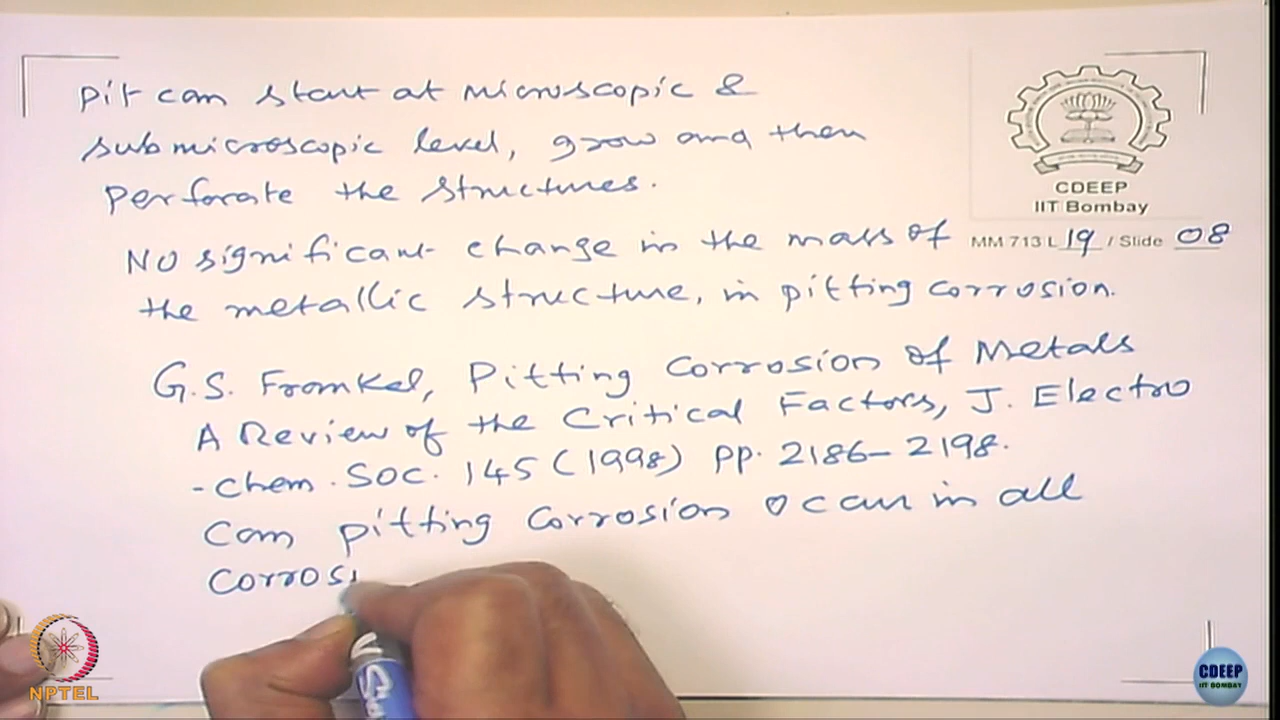 Pit can start at microscopic &
submicroscopic level, grow and then
perforate the structures.
No significant change in the mass of
the metallic structure, in pitting corrosion.
G.S. Frankel, Pitting Corrosion of Metals
A Review of the Critical Factors, J. Electro
-chem. Soc. 145 (1998) pp. 2186-2198.
Can pitting corrosion occur in all
Corrosi
CDEEP
IIT Bombay
MM 713 L 19 / Slide 08
NPTEL
CDEEP
IIT BOMBAY